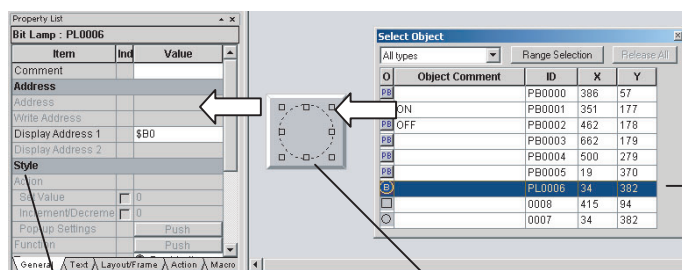 Property List
Bit Lamp : PL0006
Item Ind Value
Comment
Address
Address
Write Address
Display Address 1 $B0
Display Address 2
Style
Action
Set Value 0
Increment/Decreme 0
Popup Settings Push
Function Push
General Text Layout/Frame Action Macro
Select Object
All types Range Selection Release All
O Object Comment ID X Y
PB PB0000 386 57
PB ON PB0001 351 177
PB OFF PB0002 462 178
PB PB0003 662 179
PB PB0004 500 279
PB PB0005 19 370
B PL0006 34 382
0008 415 94
0007 34 382